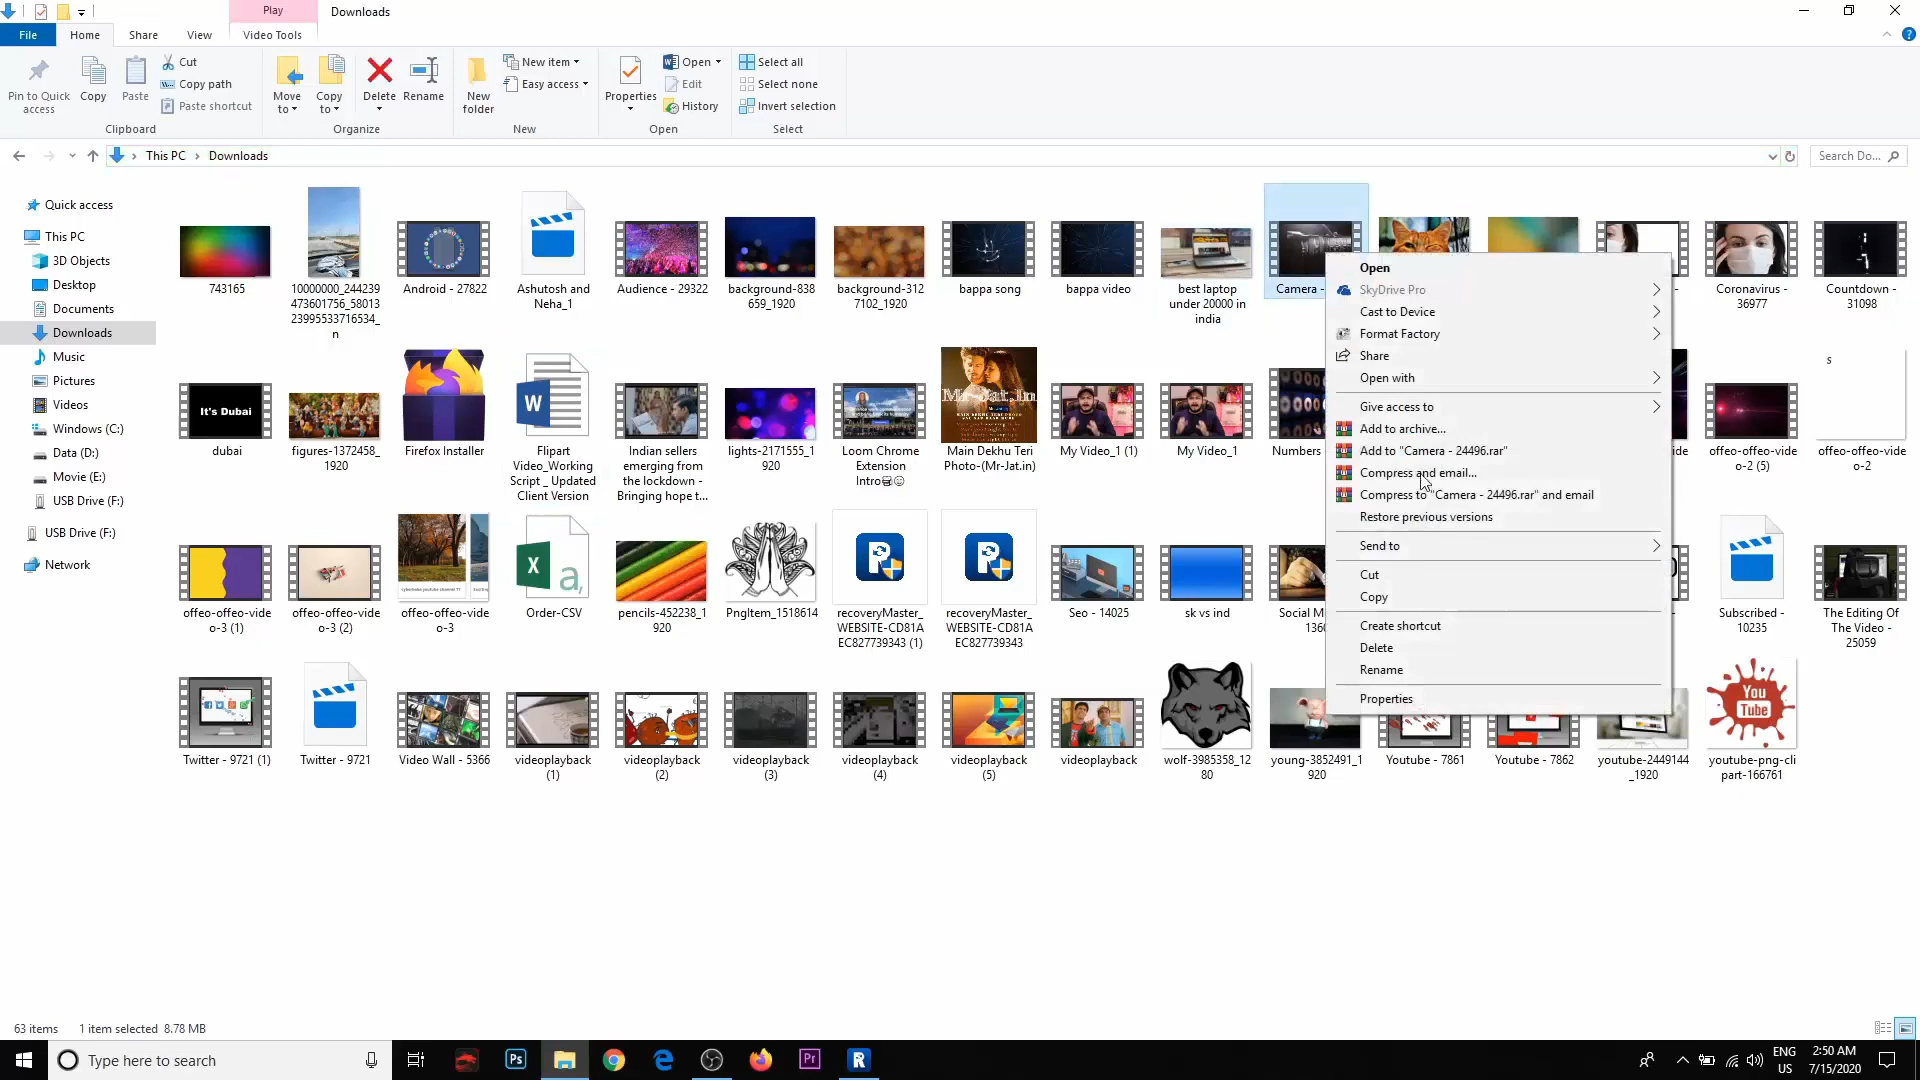 Play
Downloads
File
Home
Share
View
Video Tools
Pin to Quick
access
Copy
Paste
Cut
Copy path
Paste shortcut
Clipboard
Move
to
Copy
to
Delete
Rename
Organize
New
folder
New item
Easy access
New
Properties
Open
Edit
History
Open
Select all
Select none
Invert selection
Select
This PC
Downloads
Search Do...
Quick access
This PC
3D Objects
Desktop
Documents
Downloads
Music
Pictures
Videos
Windows (C:)
Data (D:)
Movie (E:)
USB Drive (F:)
USB Drive (F:)
Network
743165
10000000_244239
473601756_58013
23995533716534_
n
Android - 27822
Ashutosh and
Neha_1
Audience - 29322
background-838
659_1920
background-312
7102_1920
bappa song
bappa video
best laptop
under 20000 in
india
Camera -
Coronavirus -
36977
Countdown -
31098
It's Dubai
dubai
figures-1372458_
1920
Firefox Installer
W
Flipart
Video_Working
Script _ Updated
Client Version
Indian sellers
emerging from
the lockdown -
Bringing hope t...
lights-2171555_1
920
Loom Chrome
Extension
Intro
Main Dekhu Teri
Photo-(Mr-Jat.in)
My Video_1 (1)
My Video_1
Numbers
offeo-offeo-vide
o-2 (5)
s
offeo-offeo-vide
o-2
offeo-offeo-vide
o-3 (1)
offeo-offeo-vide
o-3 (2)
offeo-offeo-vide
o-3
X
a,
Order-CSV
pencils-452238_1
920
PngItem_1518614
recoveryMaster_
WEBSITE-CD81A
EC827739343 (1)
recoveryMaster_
WEBSITE-CD81A
EC827739343
Seo - 14025
sk vs ind
Social M
1360
Subscribed -
10235
The Editing Of
The Video -
25059
Twitter - 9721 (1)
Twitter - 9721
Video Wall - 5366
videoplayback
(1)
videoplayback
(2)
videoplayback
(3)
videoplayback
(4)
videoplayback
(5)
videoplayback
wolf-3985358_12
80
young-3852491_1
920
Youtube - 7861
Youtube - 7862
youtube-2449144
_1920
You
Tube
youtube-png-cli
part-166761
Open
SkyDrive Pro
Cast to Device
Format Factory
Share
Open with
Give access to
Add to archive...
Add to "Camera - 24496.rar"
Compress and email...
Compress to "Camera - 24496.rar" and email
Restore previous versions
Send to
Cut
Copy
Create shortcut
Delete
Rename
Properties
63 items
1 item selected 8.78 MB
Type here to search
Ps
Pr
R
ENG
US
2:50 AM
7/15/2020